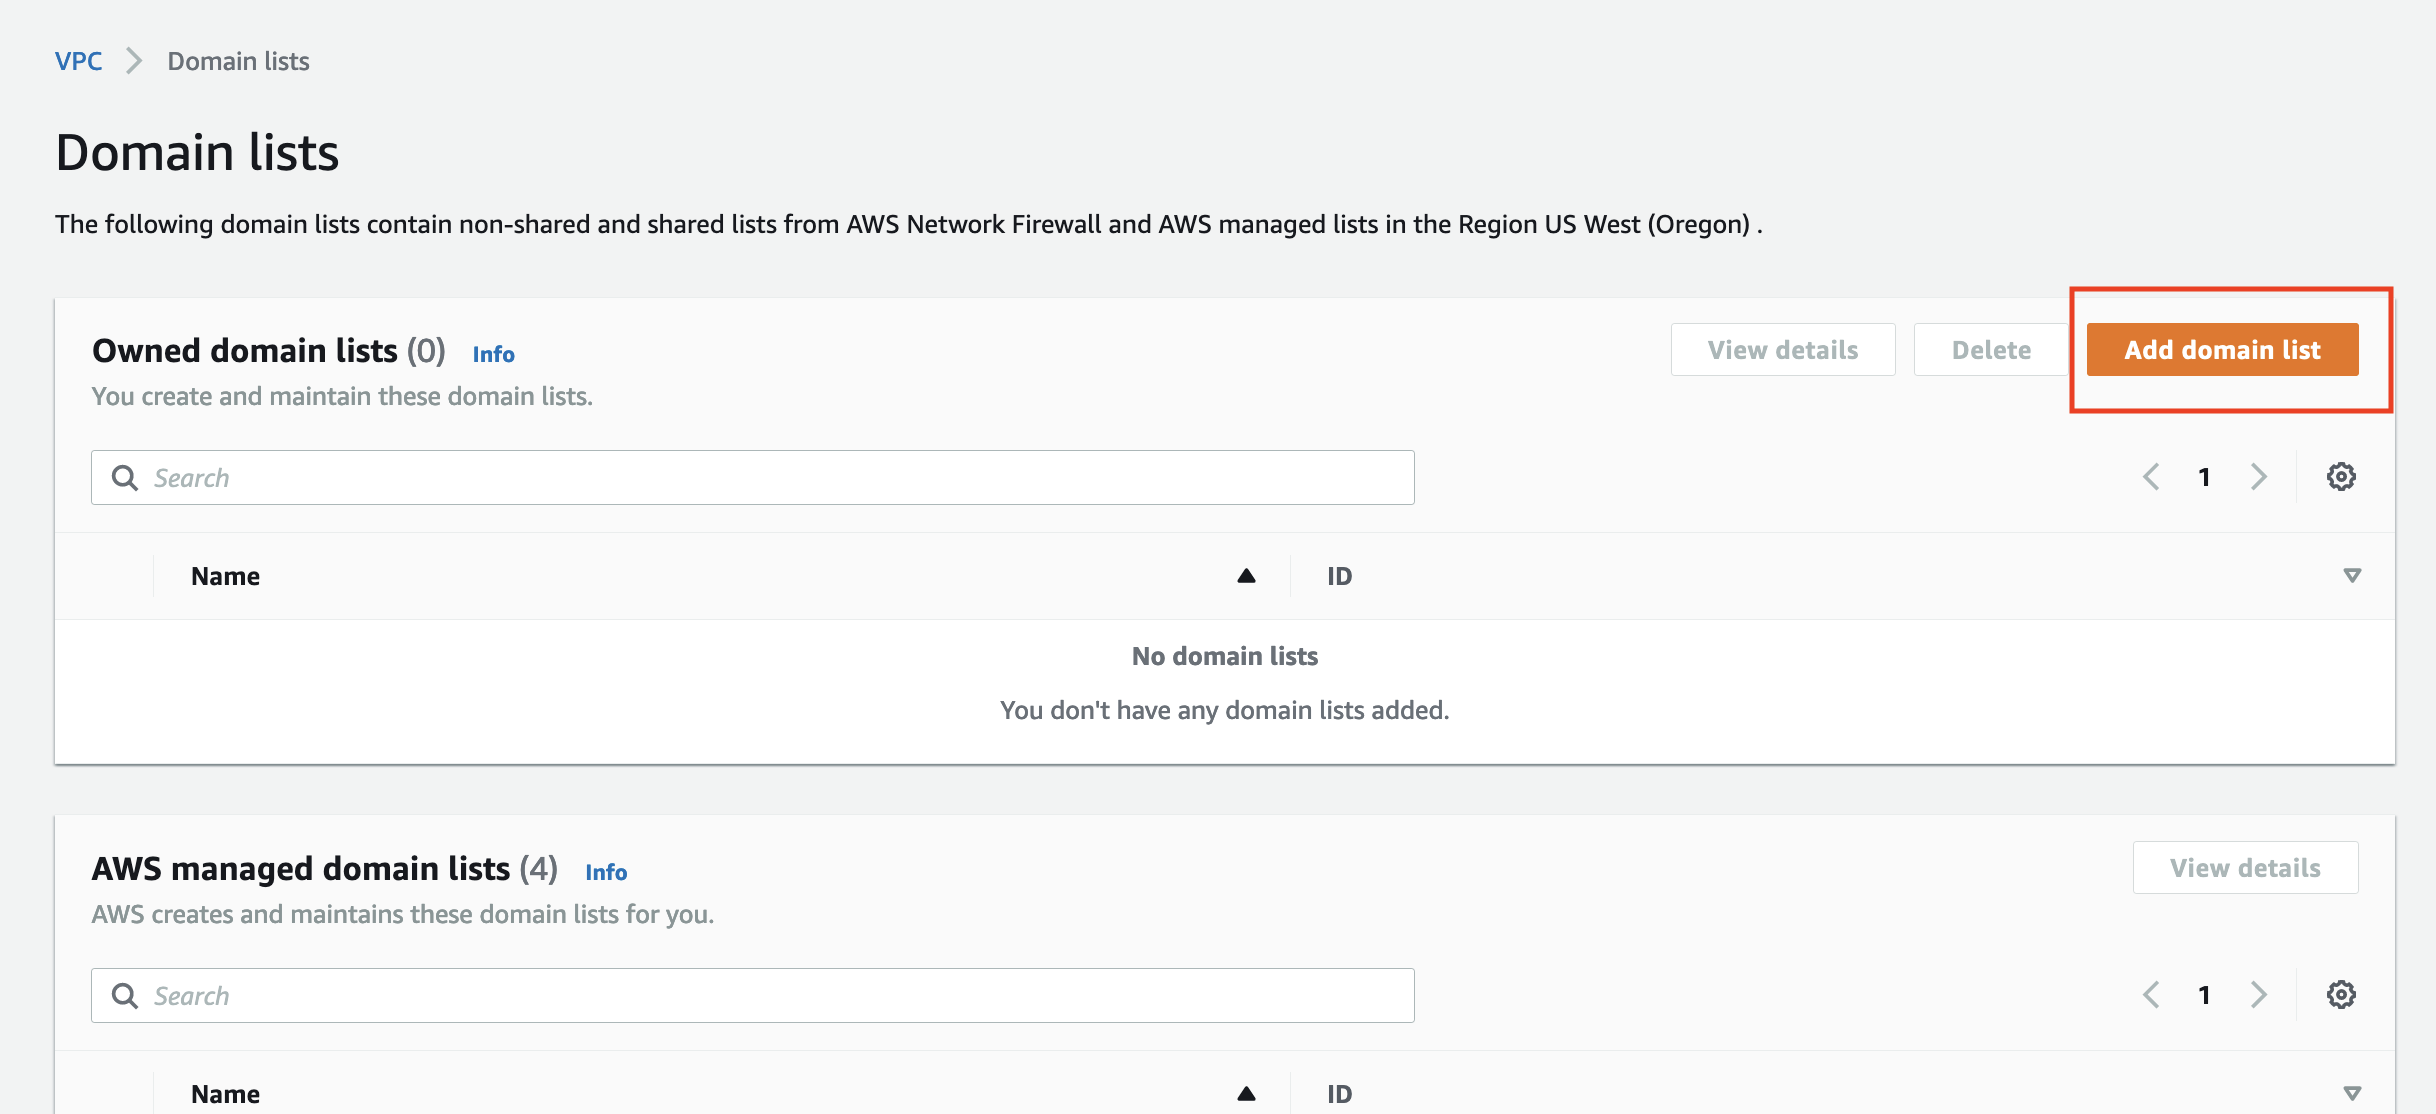 VPC > Domain lists
Domain lists
The following domain lists contain non-shared and shared lists from AWS Network Firewall and AWS managed lists in the Region US West (Oregon) .
Owned domain lists (0) Info
View details
Delete
Add domain list
You create and maintain these domain lists.
Search
1
Name
ID
No domain lists
You don't have any domain lists added.
AWS managed domain lists (4) Info
View details
AWS creates and maintains these domain lists for you.
Search
1
Name
ID